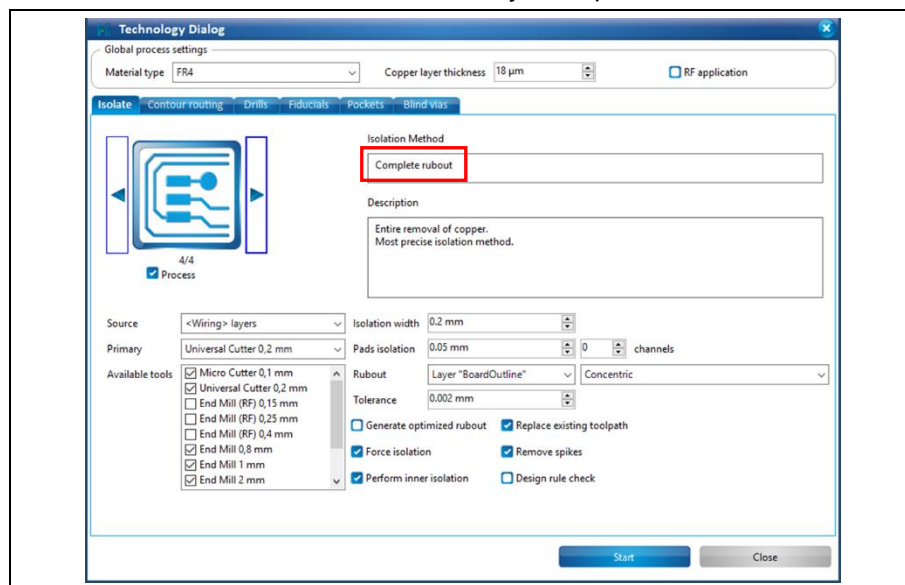 Technology Dialog
Global process settings
Material type FR4 Copper layer thickness 18 µm RF application
Isolate Contour routing Drills Fiducials Pockets Blind vias
Isolation Method
Complete rubout
Description
Entire removal of copper.
Most precise isolation method.
4/4
Process
Source <Wiring> layers Isolation width 0.2 mm
Primary Universal Cutter 0,2 mm Pads isolation 0.05 mm 0 channels
Available tools Micro Cutter 0,1 mm Rubout Layer "BoardOutline" Concentric
Universal Cutter 0,2 mm
End Mill (RF) 0,15 mm Tolerance 0.002 mm
End Mill (RF) 0,25 mm Generate optimized rubout Replace existing toolpath
End Mill (RF) 0,4 mm
End Mill 0,8 mm Force isolation Remove spikes
End Mill 1 mm
End Mill 2 mm Perform inner isolation Design rule check
Start Close